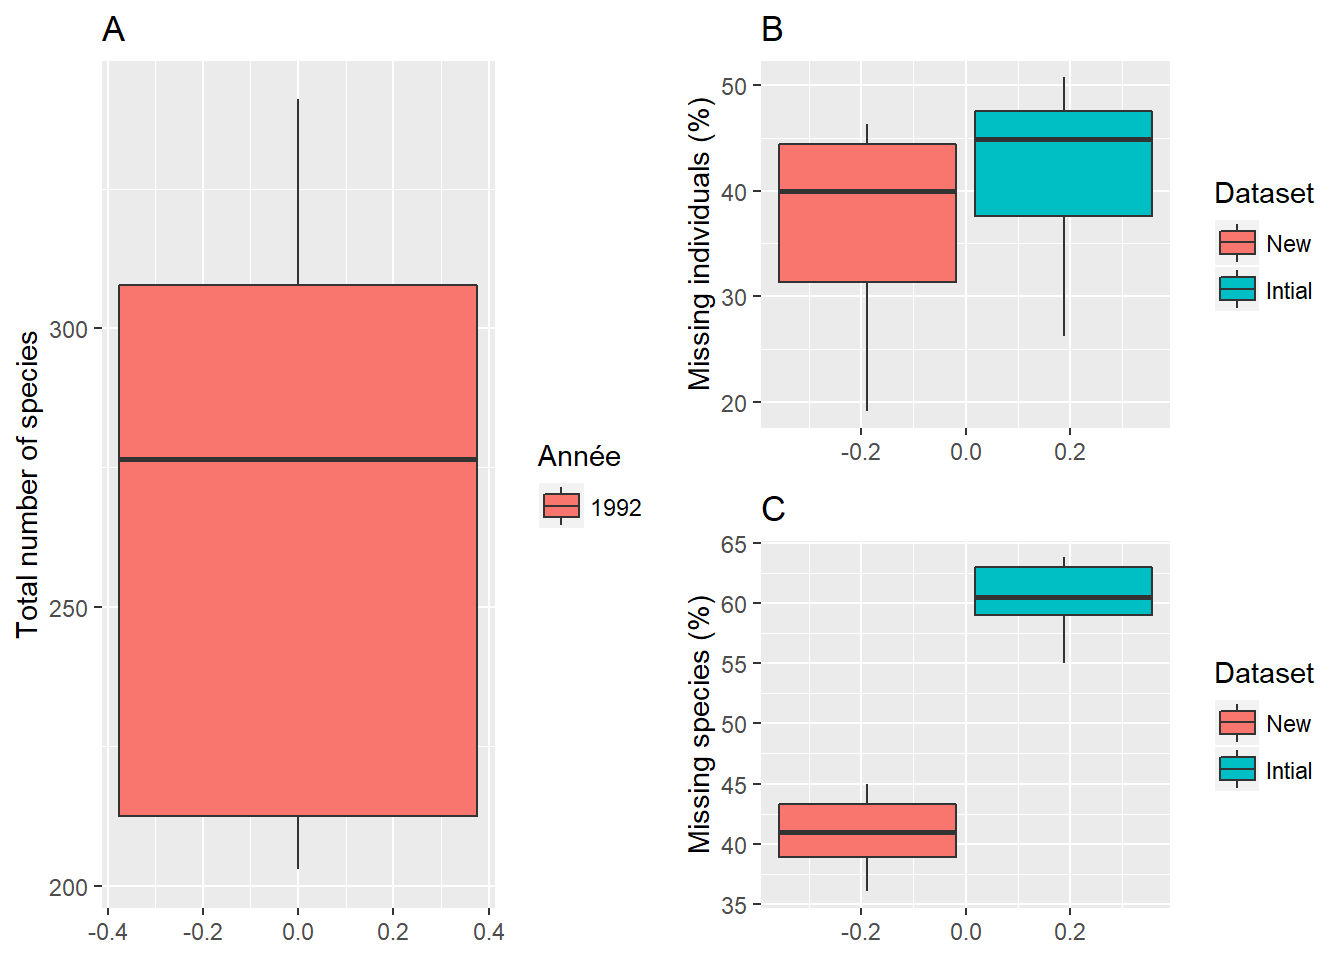 A
Total number of species
300
250
200
-0.4 -0.2 0.0 0.2 0.4
Année
1992
B
Missing individuals (%)
50
40
30
20
-0.2 0.0 0.2
Dataset
New
Intial
C
Missing species (%)
65
60
55
50
45
40
35
-0.2 0.0 0.2
Dataset
New
Intial